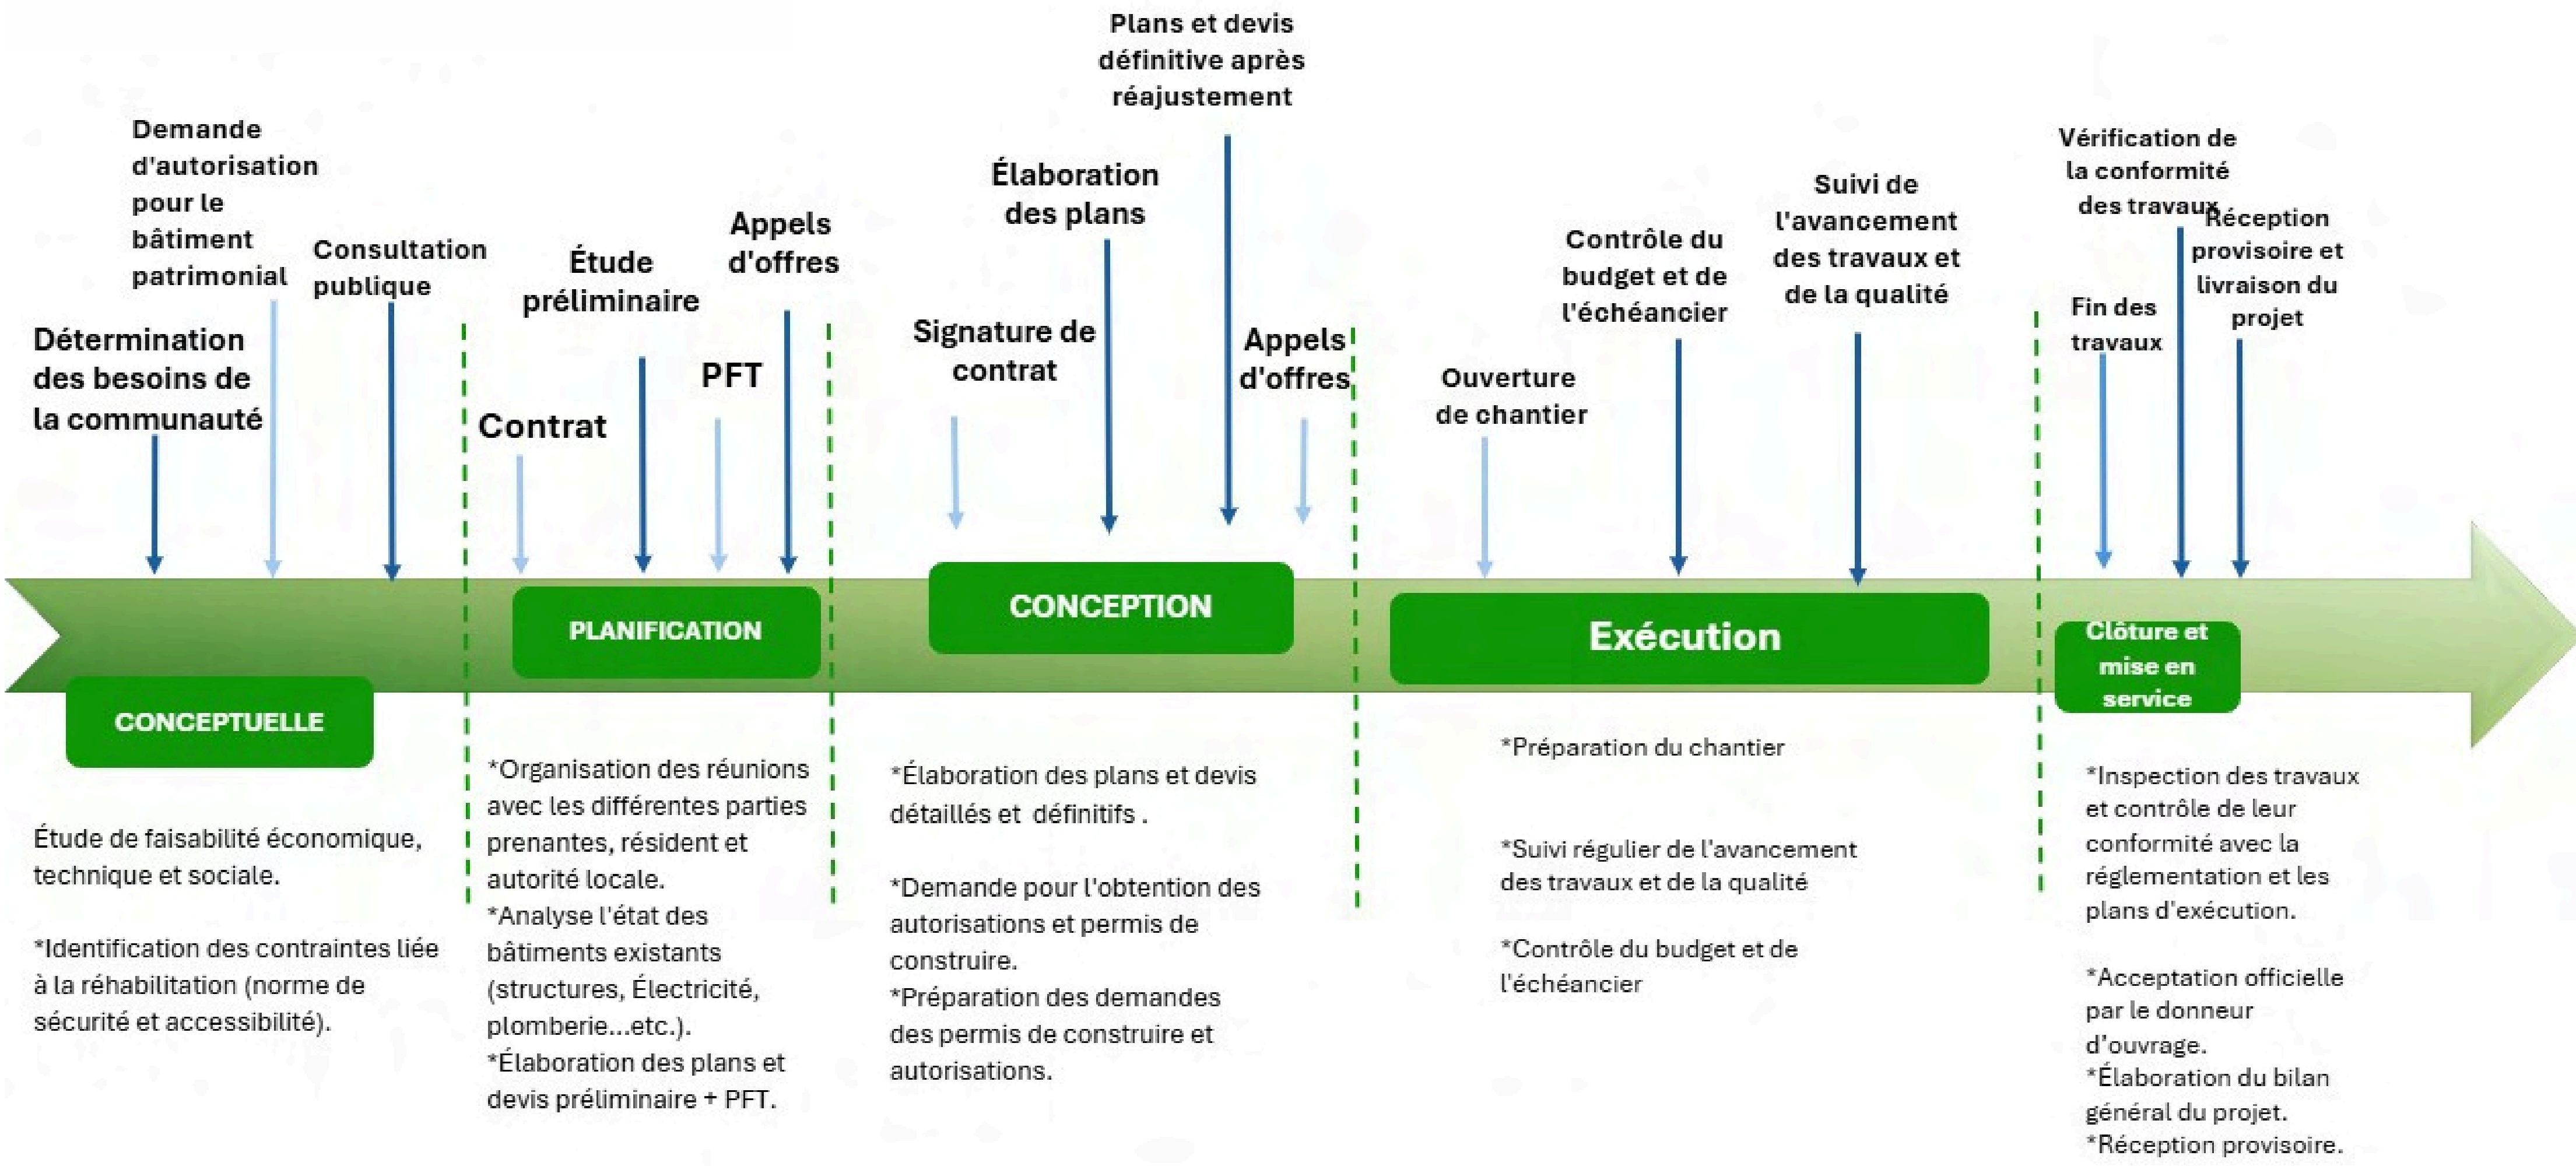 Demande
d'autorisation
pour le
bâtiment
patrimonial
Détermination
des besoins de
la communauté
Consultation
publique
Contrat
Étude
préliminaire
PFT
Appels
d'offres
Signature de
contrat
Élaboration
des plans
Plans et devis
définitive après
réajustement
Appels
d'offres
Ouverture
de chantier
Contrôle du
budget et de
l'échéancier
Suivi de
l'avancement
des travaux et
de la qualité
Fin des
travaux
Vérification de
la conformité
des travaux
Réception
provisoire et
livraison du
projet
CONCEPTUELLE
PLANIFICATION
CONCEPTION
Exécution
Clôture et
mise en
service
Étude de faisabilité économique,
technique et sociale.
*Identification des contraintes liée
à la réhabilitation (norme de
sécurité et accessibilité).
*Organisation des réunions
avec les différentes parties
prenantes, résident et
autorité locale.
*Analyse l'état des
bâtiments existants
(structures, Électricité,
plomberie...etc.).
*Élaboration des plans et
devis préliminaire + PFT.
*Élaboration des plans et devis
détaillés et définitifs .
*Demande pour l'obtention des
autorisations et permis de
construire.
*Préparation des demandes
des permis de construire et
autorisations.
*Préparation du chantier
*Suivi régulier de l'avancement
des travaux et de la qualité
*Contrôle du budget et de
l'échéancier
*Inspection des travaux
et contrôle de leur
conformité avec la
réglementation et les
plans d'exécution.
*Acceptation officielle
par le donneur
d'ouvrage.
*Élaboration du bilan
général du projet.
*Réception provisoire.